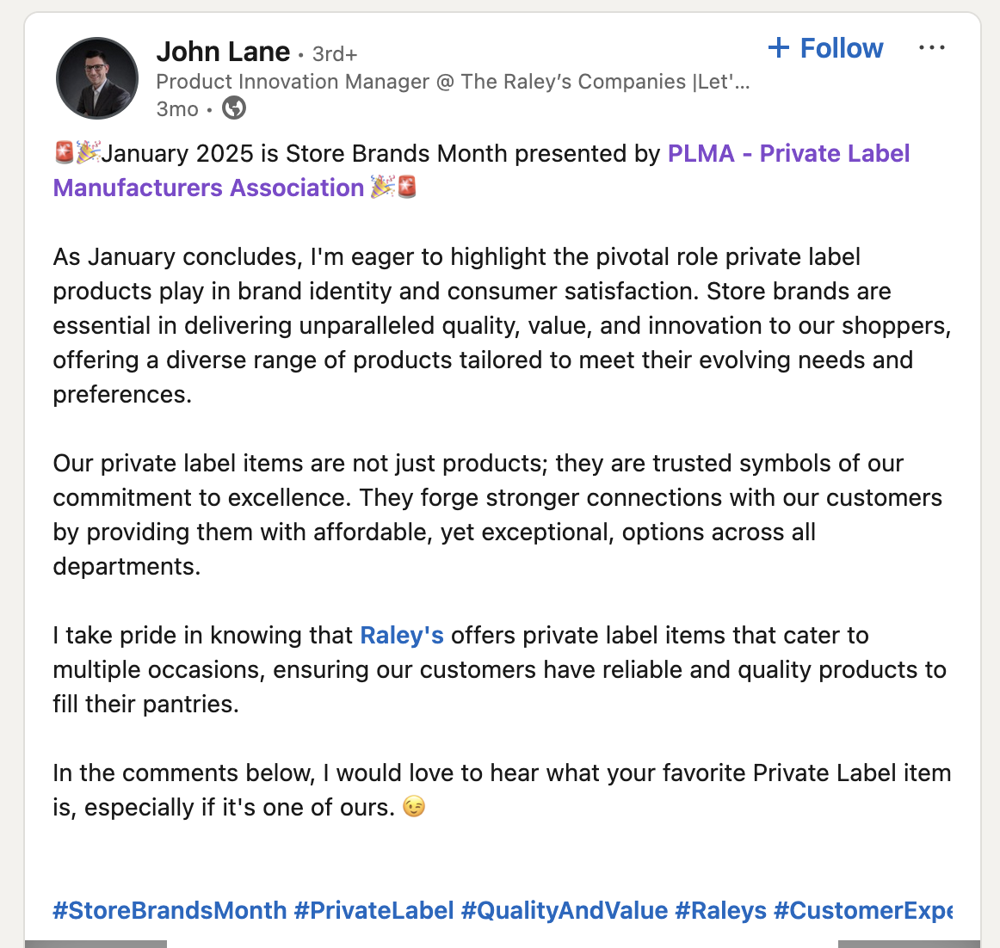 John Lane • 3rd+
+ Follow ...
Product Innovation Manager @ The Raley’s Companies |Let'...
3mo •
🚨🎉January 2025 is Store Brands Month presented by PLMA - Private Label
Manufacturers Association 🎉🚨
As January concludes, I'm eager to highlight the pivotal role private label
products play in brand identity and consumer satisfaction. Store brands are
essential in delivering unparalleled quality, value, and innovation to our shoppers,
offering a diverse range of products tailored to meet their evolving needs and
preferences.
Our private label items are not just products; they are trusted symbols of our
commitment to excellence. They forge stronger connections with our customers
by providing them with affordable, yet exceptional, options across all
departments.
I take pride in knowing that Raley's offers private label items that cater to
multiple occasions, ensuring our customers have reliable and quality products to
fill their pantries.
In the comments below, I would love to hear what your favorite Private Label item
is, especially if it's one of ours. 😉
#StoreBrandsMonth #PrivateLabel #QualityAndValue #Raleys #CustomerExpe